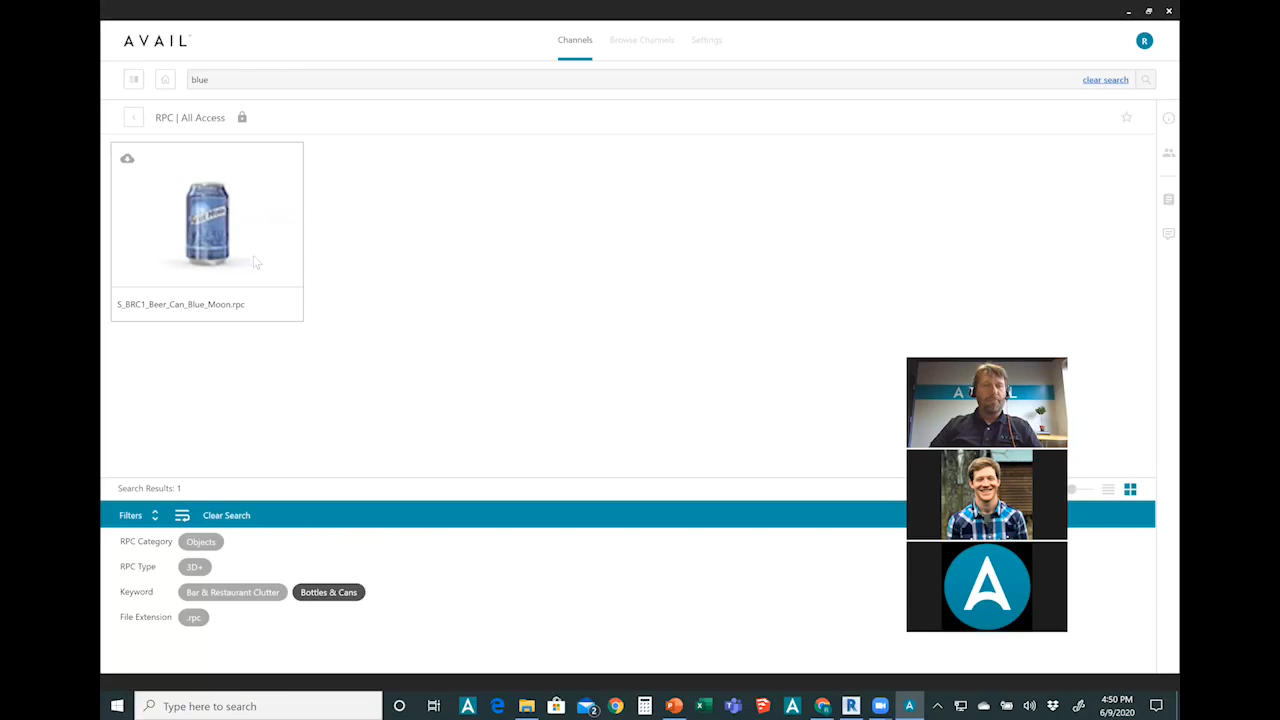 AVAIL™
Channels Browse Channels Settings
R
blue
clear search
RPC | All Access
S_BRC1_Beer_Can_Blue_Moon.rpc
Search Results: 1
Filters Clear Search
RPC Category Objects
RPC Type 3D+
Keyword Bar & Restaurant Clutter Bottles & Cans
File Extension .rpc
Type here to search
2
4:50 PM
6/9/2020